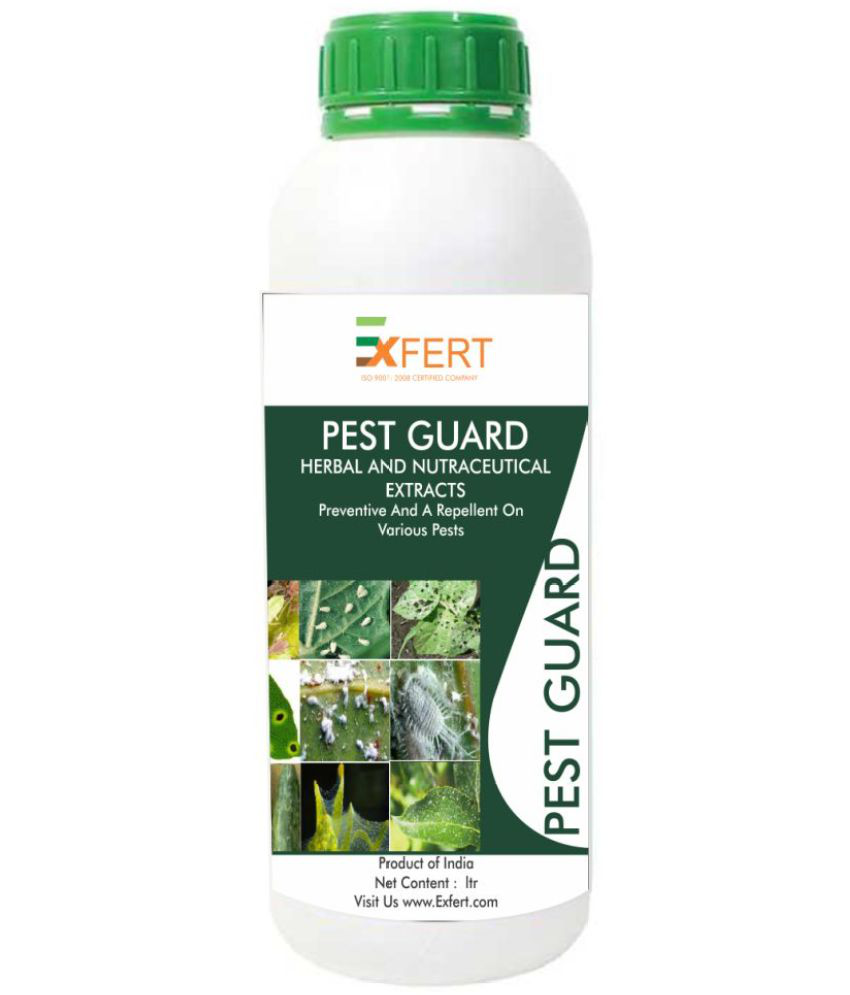 EXFERT
ISO 9001: 2008 CERTIFIED COMPANY
PEST GUARD
HERBAL AND NUTRACEUTICAL
EXTRACTS
Preventive And A Repellent On
Various Pests
PEST GUARD
Product of India
Net Content : ltr
Visit Us www.Exfert.com